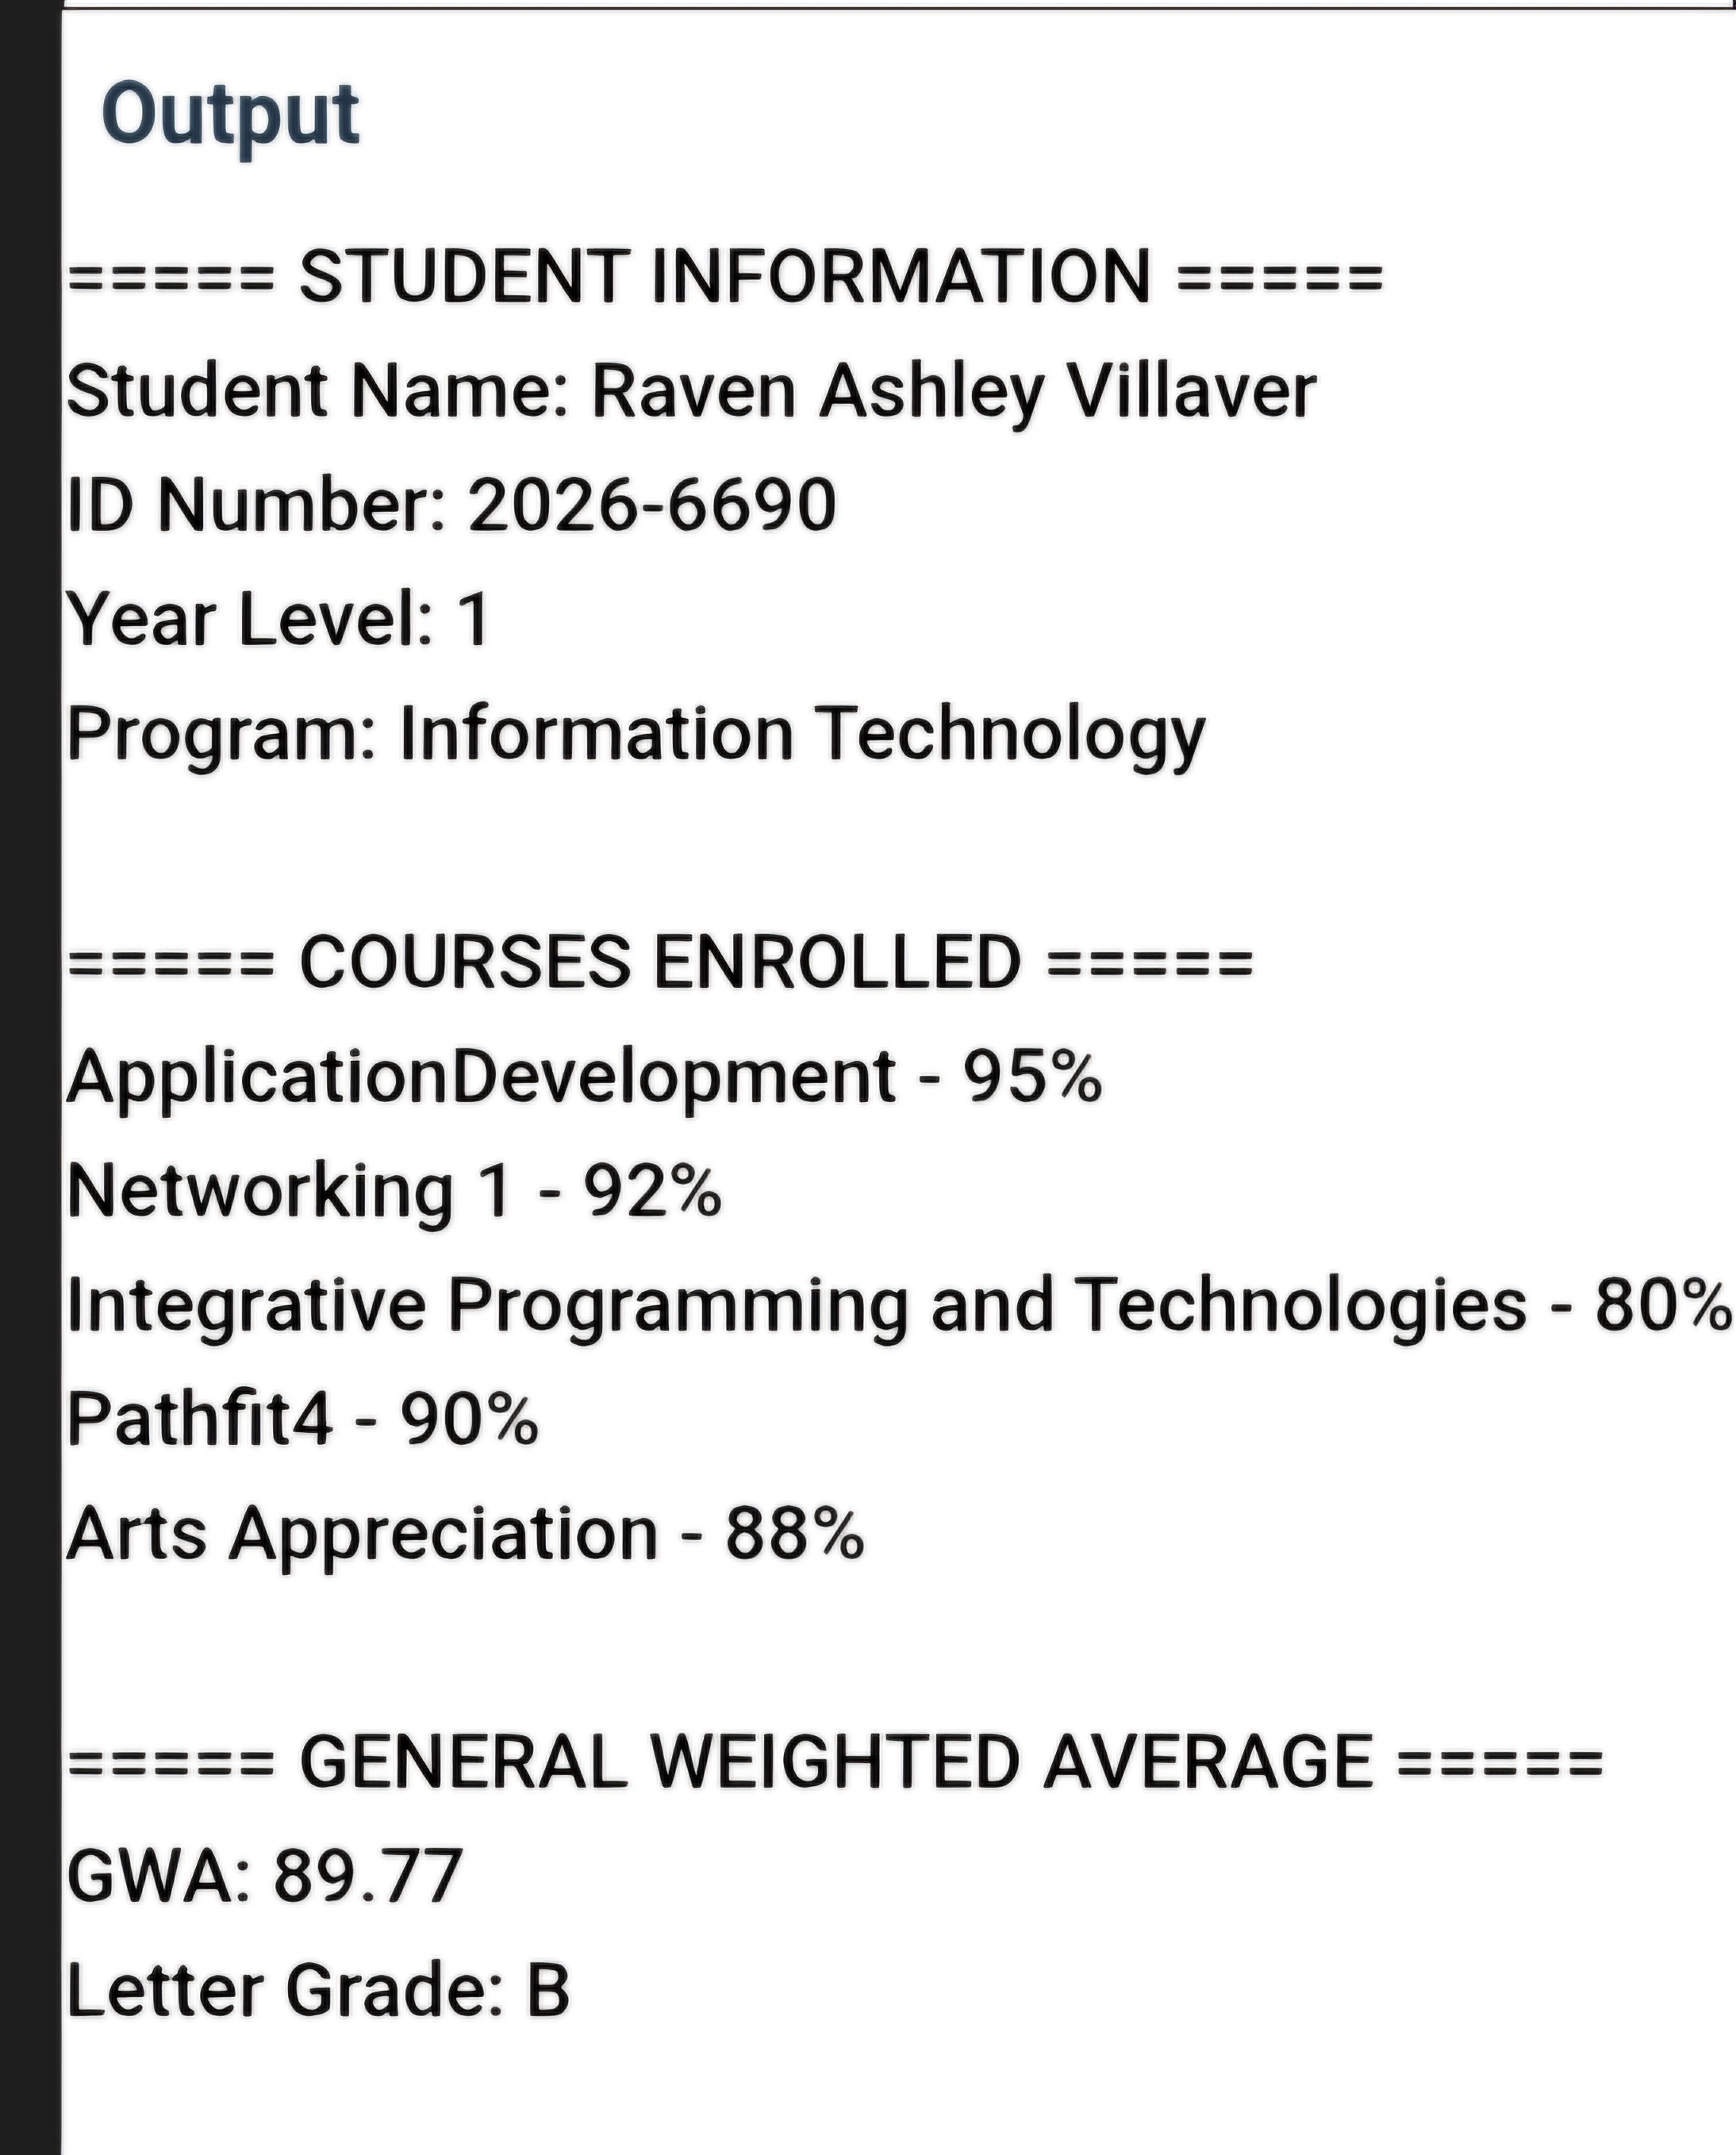 Output
===== STUDENT INFORMATION =====
Student Name: Raven Ashley Villaver
ID Number: 2026-6690
Year Level: 1
Program: Information Technology
===== COURSES ENROLLED =====
ApplicationDevelopment - 95%
Networking 1 - 92%
Integrative Programming and Technologies - 80%
Pathfit4 - 90%
Arts Appreciation - 88%
===== GENERAL WEIGHTED AVERAGE =====
GWA: 89.77
Letter Grade: B